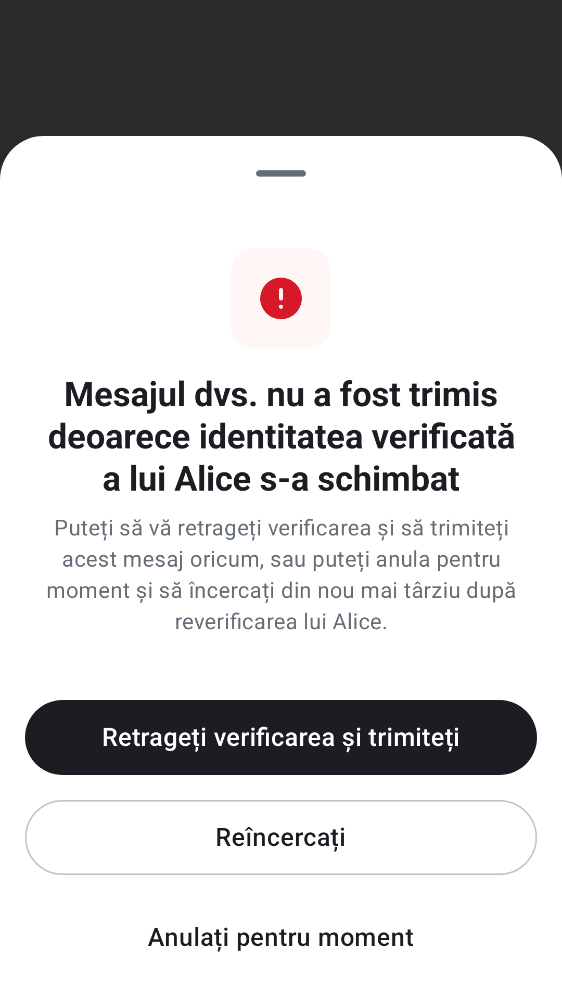 Mesajul dvs. nu a fost trimis
deoarece identitatea verificată
a lui Alice s-a schimbat
Puteți să vă retrageți verificarea și să trimiteți
acest mesaj oricum, sau puteți anula pentru
moment și să încercați din nou mai târziu după
reverificarea lui Alice.
Retrageți verificarea și trimiteți
Reîncercați
Anulați pentru moment